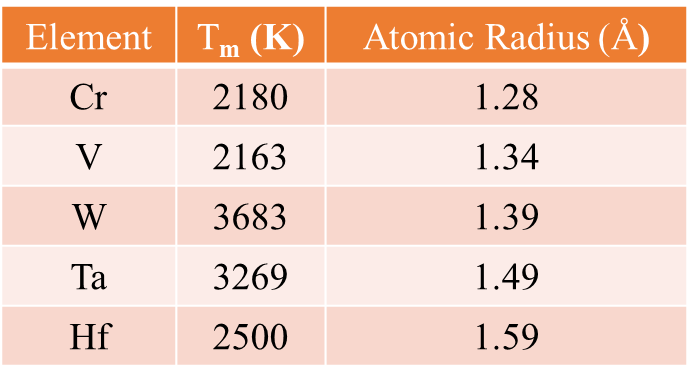 Element Tm (K) Atomic Radius (Å)
Cr 2180 1.28
V 2163 1.34
W 3683 1.39
Ta 3269 1.49
Hf 2500 1.59